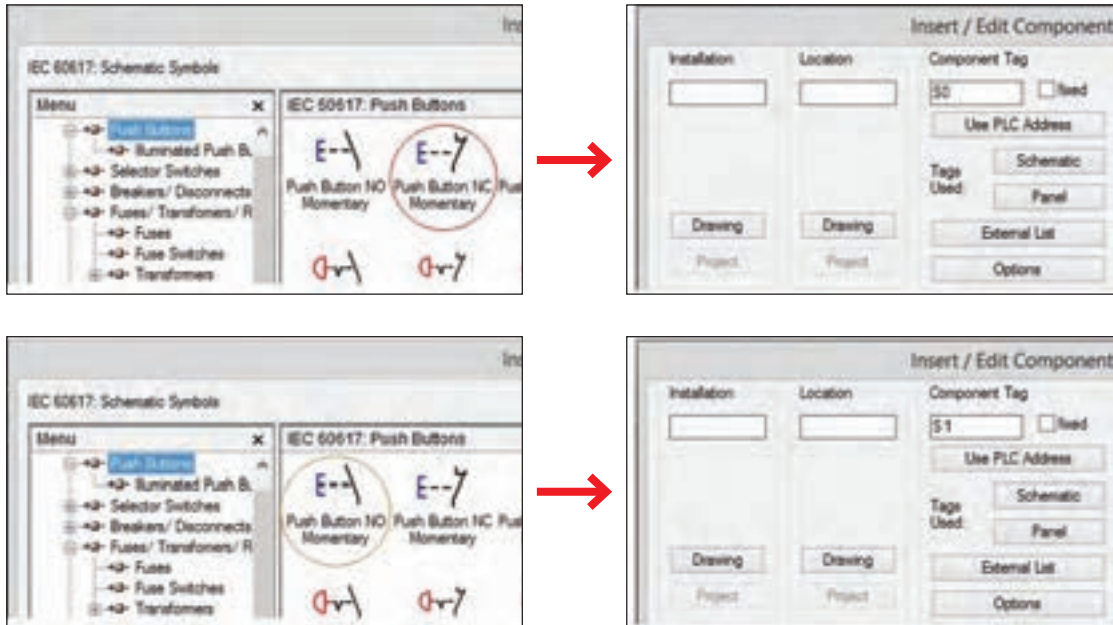 Ins
IEC 60617: Schematic Symbols
Menu
x
IEC 60617: Push Buttons
Push Buttons
Illuminated Push B.
Selector Switches
Breakers/ Disconnects
Fuses/ Transfomers/ R
Fuses
Fuse Switches
Transfomers
Push Button NO
Momentary
Push Button NC
Momentary
Pus
Insert / Edit Component
Installation
Location
Component Tag
S0
fixed
Use PLC Address
Tags
Used:
Schematic
Panel
Drawing
Drawing
External List
Project
Project
Options
Ins
IEC 60617: Schematic Symbols
Menu
x
IEC 60617: Push Buttons
Push Buttons
Illuminated Push B.
Selector Switches
Breakers/ Disconnects
Fuses/ Transfomers/ R
Fuses
Fuse Switches
Transfomers
Push Button NO
Momentary
Push Button NC
Momentary
Pus
Insert / Edit Component
Installation
Location
Component Tag
S1
fixed
Use PLC Address
Tags
Used:
Schematic
Panel
Drawing
Drawing
External List
Project
Project
Options